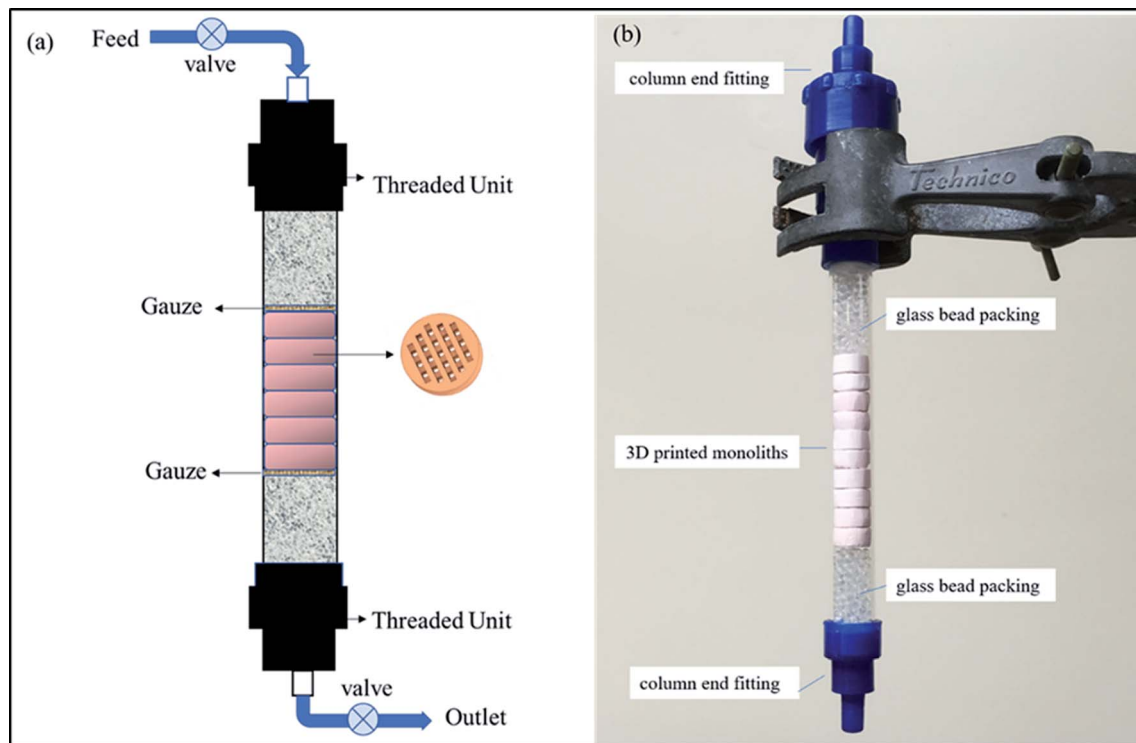 (a)
Feed
valve
Threaded Unit
Gauze
Gauze
Threaded Unit
valve
Outlet
(b)
column end fitting
Technico
glass bead packing
3D printed monoliths
glass bead packing
column end fitting